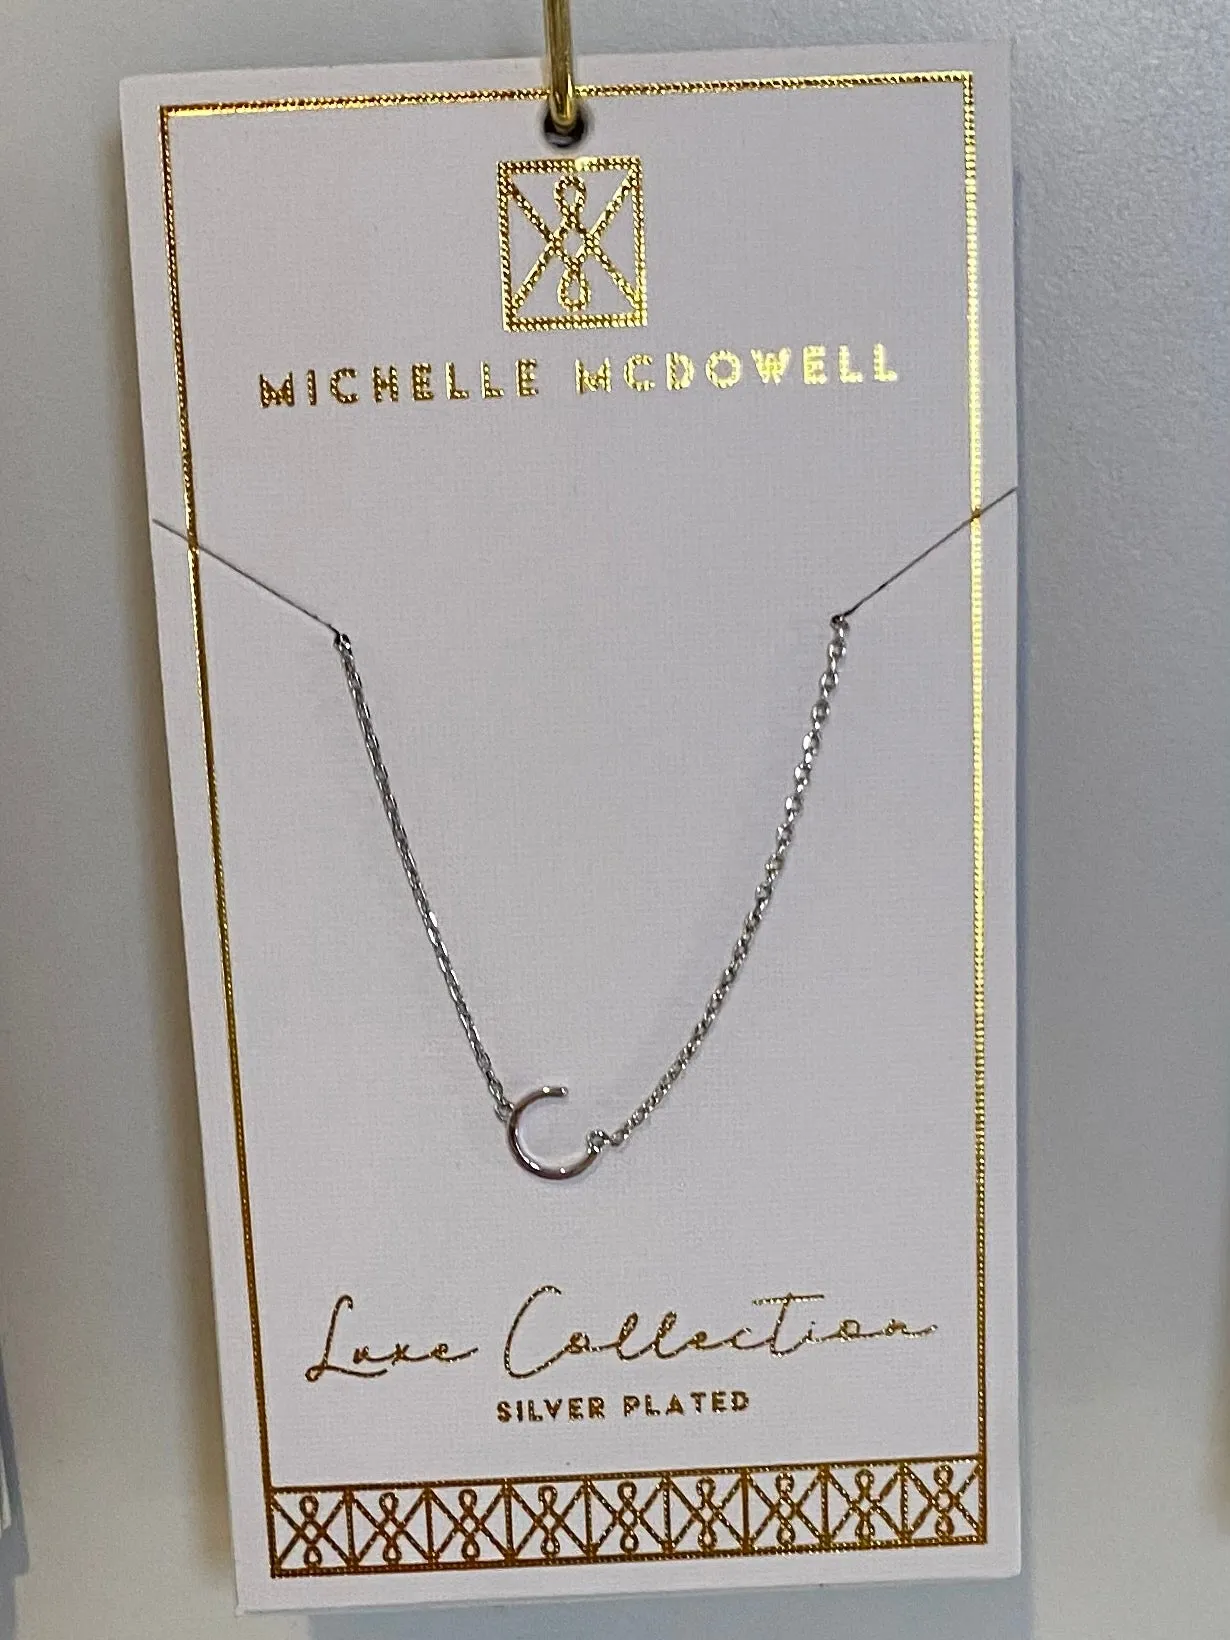 MICHELLE MCDOWELL
Luxe Collection
SILVER PLATED